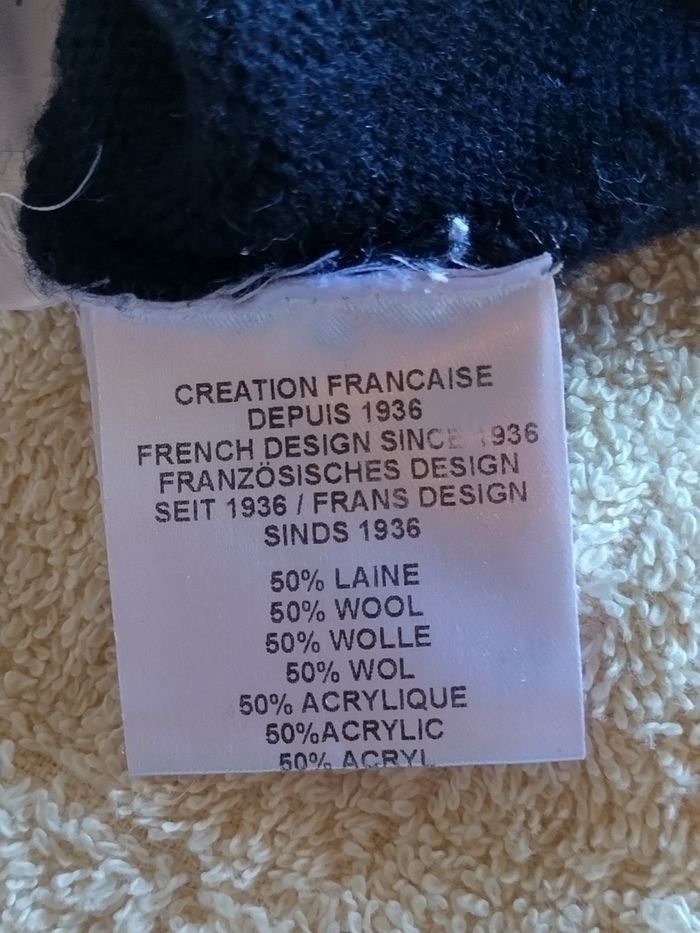 CREATION FRANCAISE
DEPUIS 1936
FRENCH DESIGN SINCE 1936
FRANZÖSISCHES DESIGN
SEIT 1936 / FRANS DESIGN
SINDS 1936
50% LAINE
50% WOOL
50% WOLLE
50% WOL
50% ACRYLIQUE
50%ACRYLIC
50% ACRYL